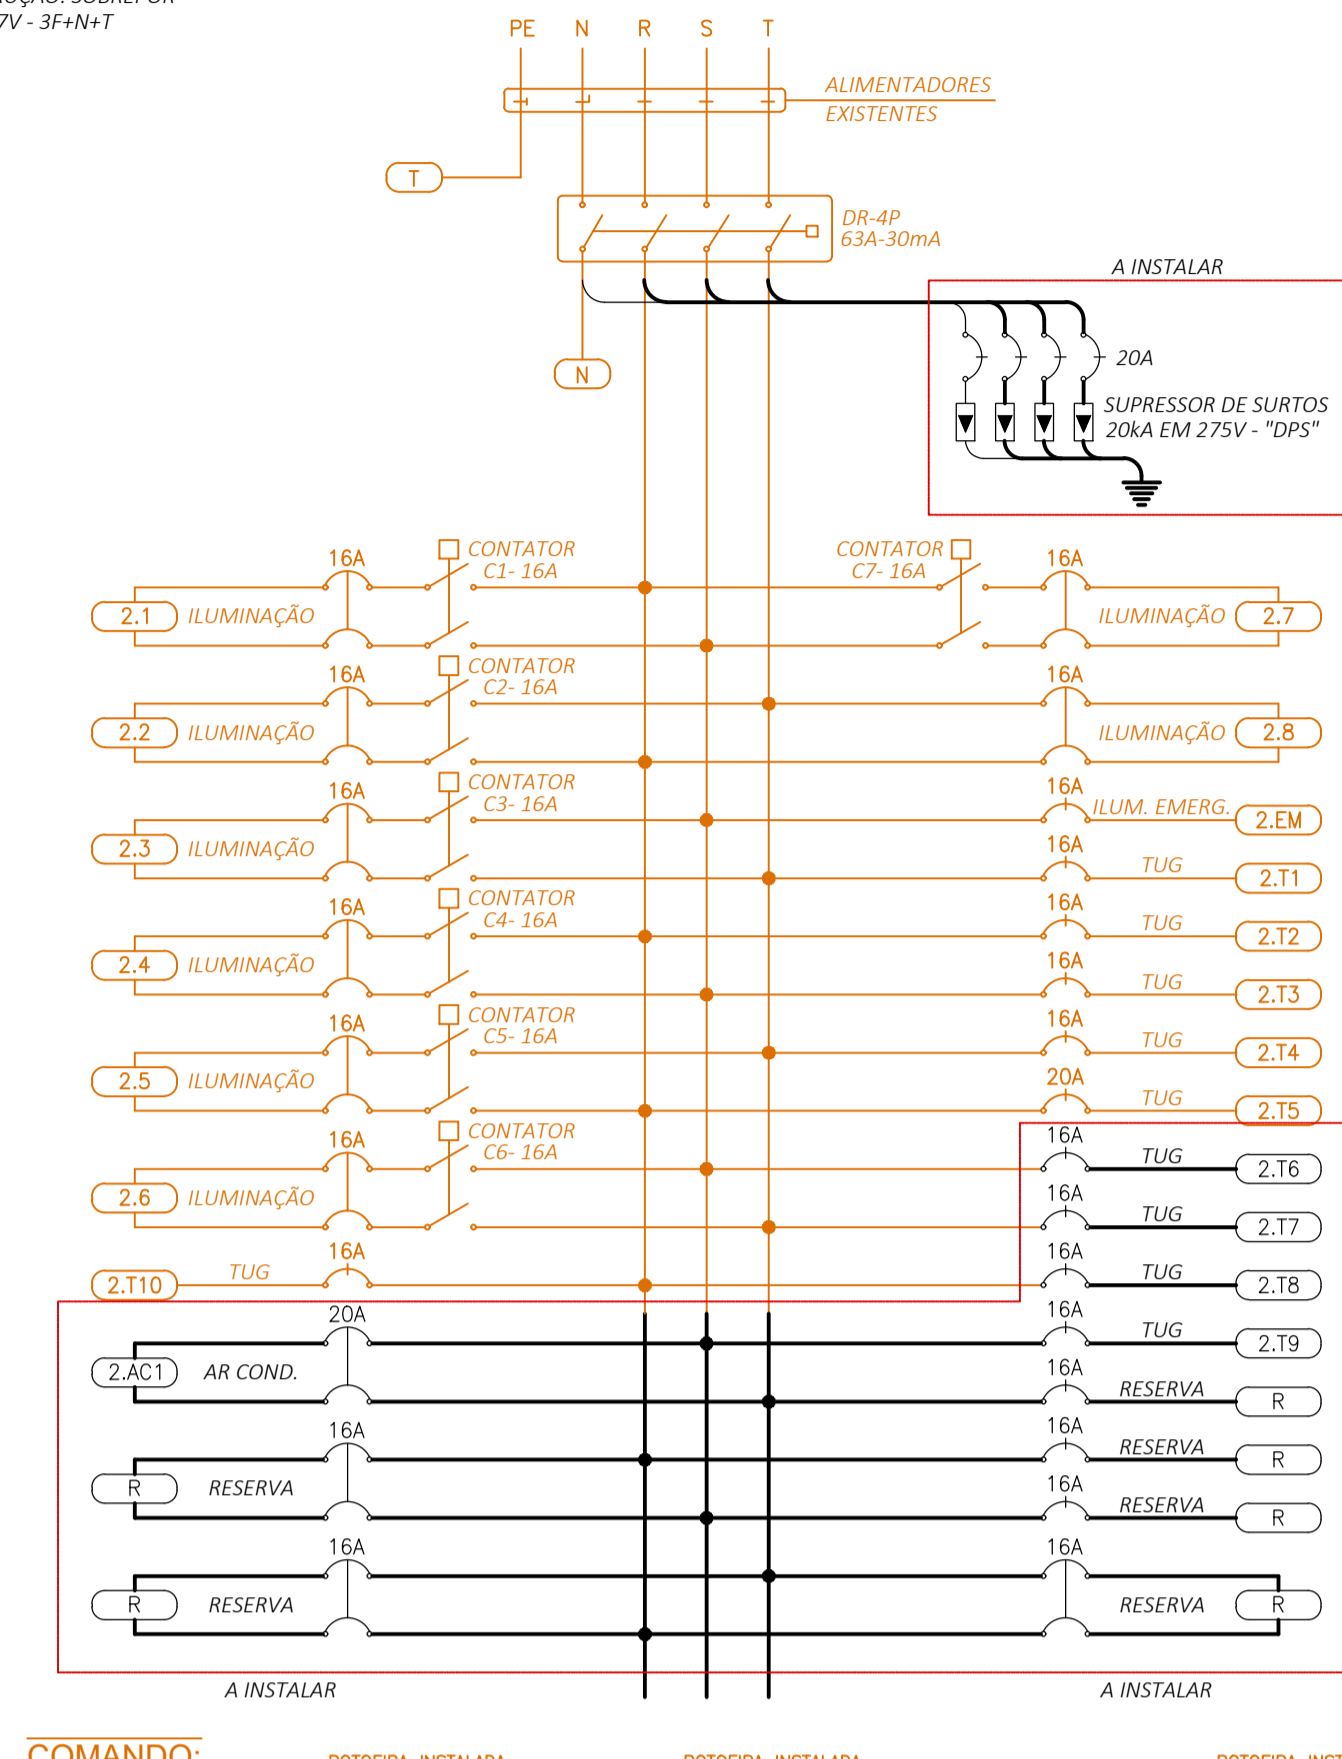 7V - 3F+N+T
PE N R S T
ALIMENTADORES
EXISTENTES
T
DR-4P
63A-30mA
A INSTALAR
N
20A
SUPRESSOR DE SURTOS
20kA EM 275V - "DPS"
16A CONTATOR
C1- 16A
2.1 ILUMINAÇÃO
CONTATOR
C7- 16A
16A
ILUMINAÇÃO 2.7
16A CONTATOR
C2- 16A
2.2 ILUMINAÇÃO
16A
ILUMINAÇÃO 2.8
16A CONTATOR
C3- 16A
2.3 ILUMINAÇÃO
16A
ILUM. EMERG. 2.EM
16A
TUG 2.T1
16A CONTATOR
C4- 16A
2.4 ILUMINAÇÃO
16A
TUG 2.T2
16A
TUG 2.T3
16A CONTATOR
C5- 16A
2.5 ILUMINAÇÃO
16A
TUG 2.T4
20A
TUG 2.T5
16A CONTATOR
C6- 16A
2.6 ILUMINAÇÃO
16A
TUG 2.T6
16A
TUG 2.T7
16A
2.T10 TUG
16A
TUG 2.T8
20A
2.AC1 AR COND.
16A
TUG 2.T9
16A
RESERVA R
16A
R RESERVA
16A
RESERVA R
16A
RESERVA R
16A
R RESERVA
16A
RESERVA R
A INSTALAR
A INSTALAR
COMANDO: